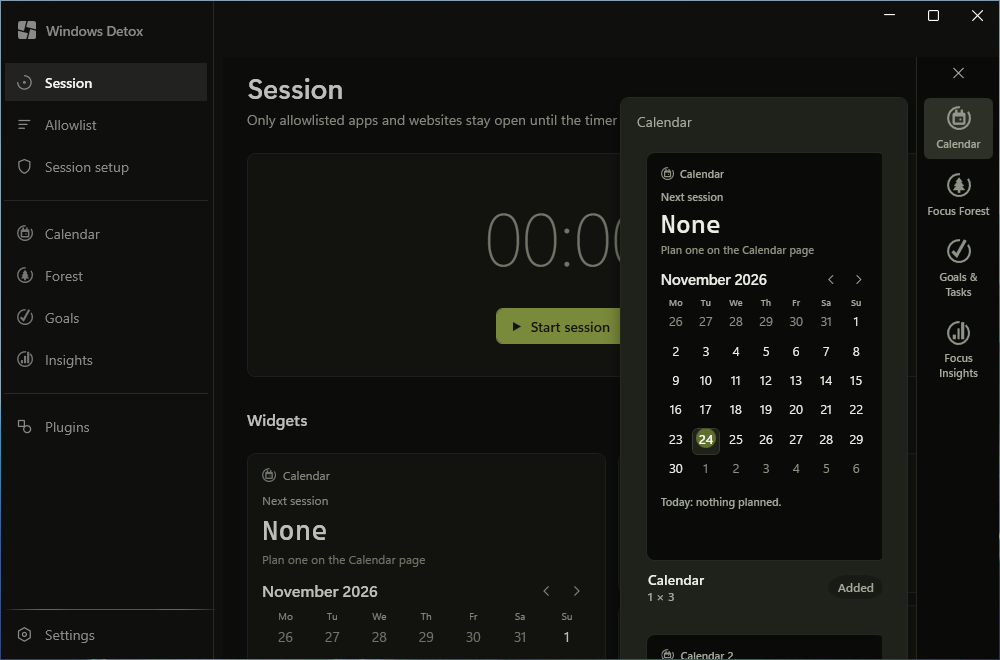 Windows Detox
Session
Allowlist
Session setup
Calendar
Forest
Goals
Insights
Plugins
Settings
Session
Only allowlisted apps and websites stay open until the timer
Start session
Widgets
Calendar
Next session
None
Plan one on the Calendar page
November 2026
Mo Tu We Th Fr Sa Su
26 27 28 29 30 31 1
Calendar
Calendar
Next session
None
Plan one on the Calendar page
November 2026
Mo Tu We Th Fr Sa Su
26 27 28 29 30 31 1
2 3 4 5 6 7 8
9 10 11 12 13 14 15
16 17 18 19 20 21 22
23 24 25 26 27 28 29
30 1 2 3 4 5 6
Today: nothing planned.
Calendar
1 × 3
Added
Calendar 2
Calendar
Focus Forest
Goals &
Tasks
Focus
Insights